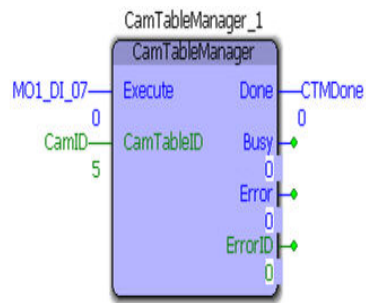 CamTableManager_1
CamTableManager
MO1_DI_07 Execute Done CTMDone
0 0
CamID CamTableID Busy
5 0
Error
0
ErrorID
0